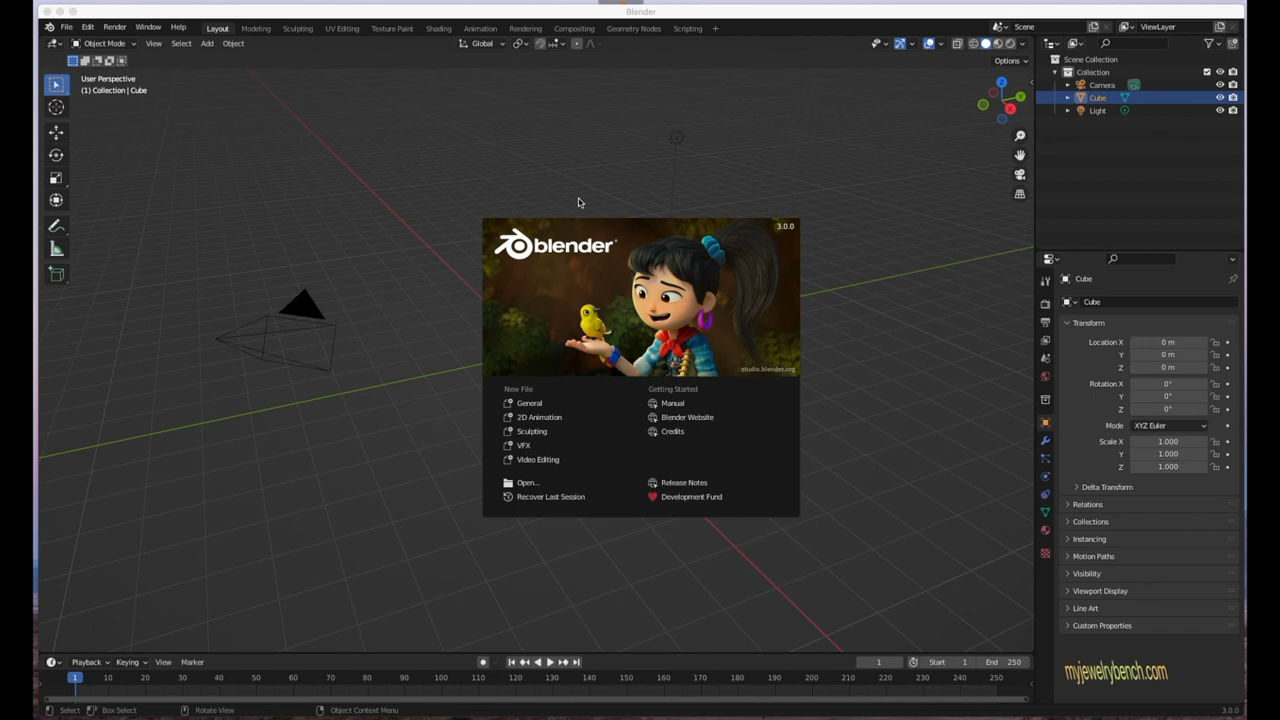 Blender
File Edit Render Window Help Layout Modeling Sculpting UV Editing Texture Paint Shading Animation Rendering Compositing Geometry Nodes Scripting + Scene ViewLayer
Object Mode View Select Add Object Global
Options
User Perspective
(1) Collection | Cube
Z
Y
X
Scene Collection
Collection
Camera
Cube
Light
3.0.0
blender
studio.blender.org
New File
General
2D Animation
Sculpting
VFX
Video Editing
Open...
Recover Last Session
Getting Started
Manual
Blender Website
Credits
Release Notes
Development Fund
Cube
Cube
Transform
Location X 0 m
Y 0 m
Z 0 m
Rotation X 0°
Y 0°
Z 0°
Mode XYZ Euler
Scale X 1.000
Y 1.000
Z 1.000
Delta Transform
Relations
Collections
Instancing
Motion Paths
Visibility
Viewport Display
Line Art
Custom Properties
myjewelrybench.com
Playback Keying View Marker 1 Start 1 End 250
1 10 20 30 40 50 60 70 80 90 100 110 120 130 140 150 160 170 180 190 200 210 220 230 240 250
Select Box Select Rotate View Object Context Menu 3.0.0